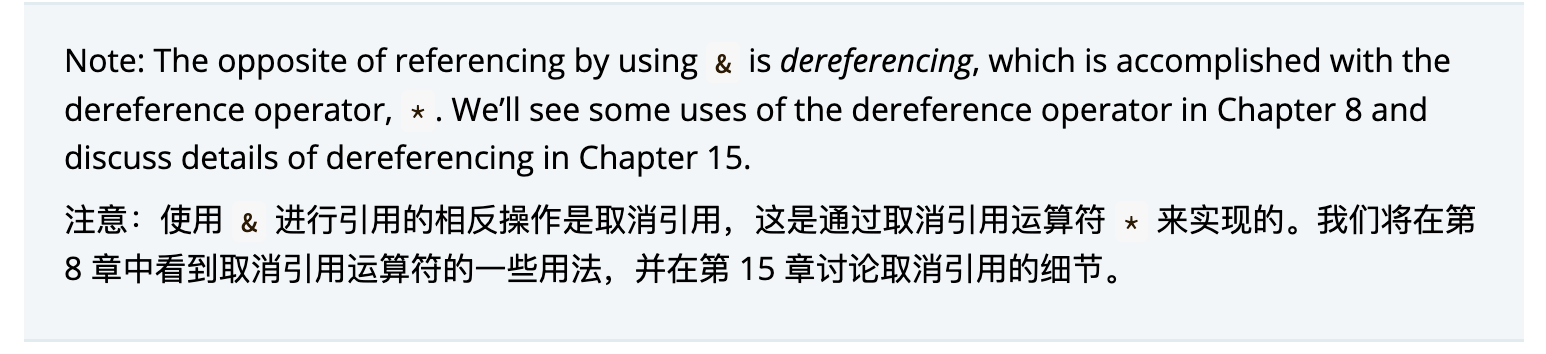 Note: The opposite of referencing by using & is dereferencing, which is accomplished with the
dereference operator, *. We’ll see some uses of the dereference operator in Chapter 8 and
discuss details of dereferencing in Chapter 15.
注意：使用 & 进行引用的相反操作是取消引用，这是通过取消引用运算符 * 来实现的。我们将在第
8 章中看到取消引用运算符的一些用法，并在第 15 章讨论取消引用的细节。